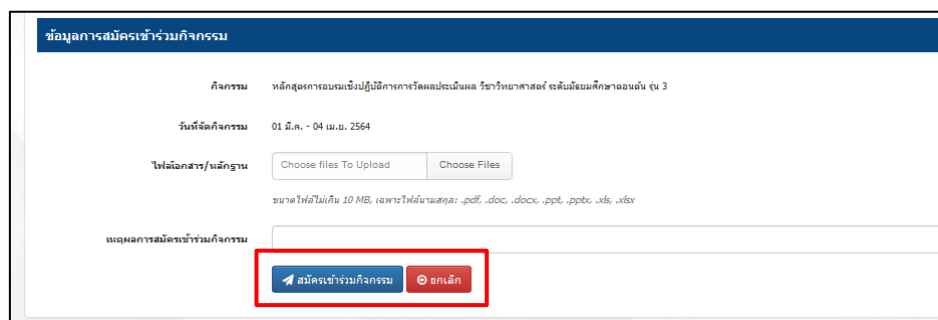 ข้อมูลการสมัครเข้าร่วมกิจกรรม
กิจกรรม หลักสูตรการอบรมเชิงปฏิบัติการการวัดผลประเมินผล วิชาวิทยาศาสตร์ ระดับมัธยมศึกษาตอนต้น รุ่น 3
วันที่จัดกิจกรรม 01 มี.ค. - 04 เม.ย. 2564
ไฟล์เอกสาร/หลักฐาน Choose files To Upload Choose Files
ขนาดไฟล์ไม่เกิน 10 MB, เฉพาะไฟล์นามสกุล: .pdf, .doc, .docx, .ppt, .pptx, .xls, .xlsx
เหตุผลการสมัครเข้าร่วมกิจกรรม
สมัครเข้าร่วมกิจกรรม ยกเลิก